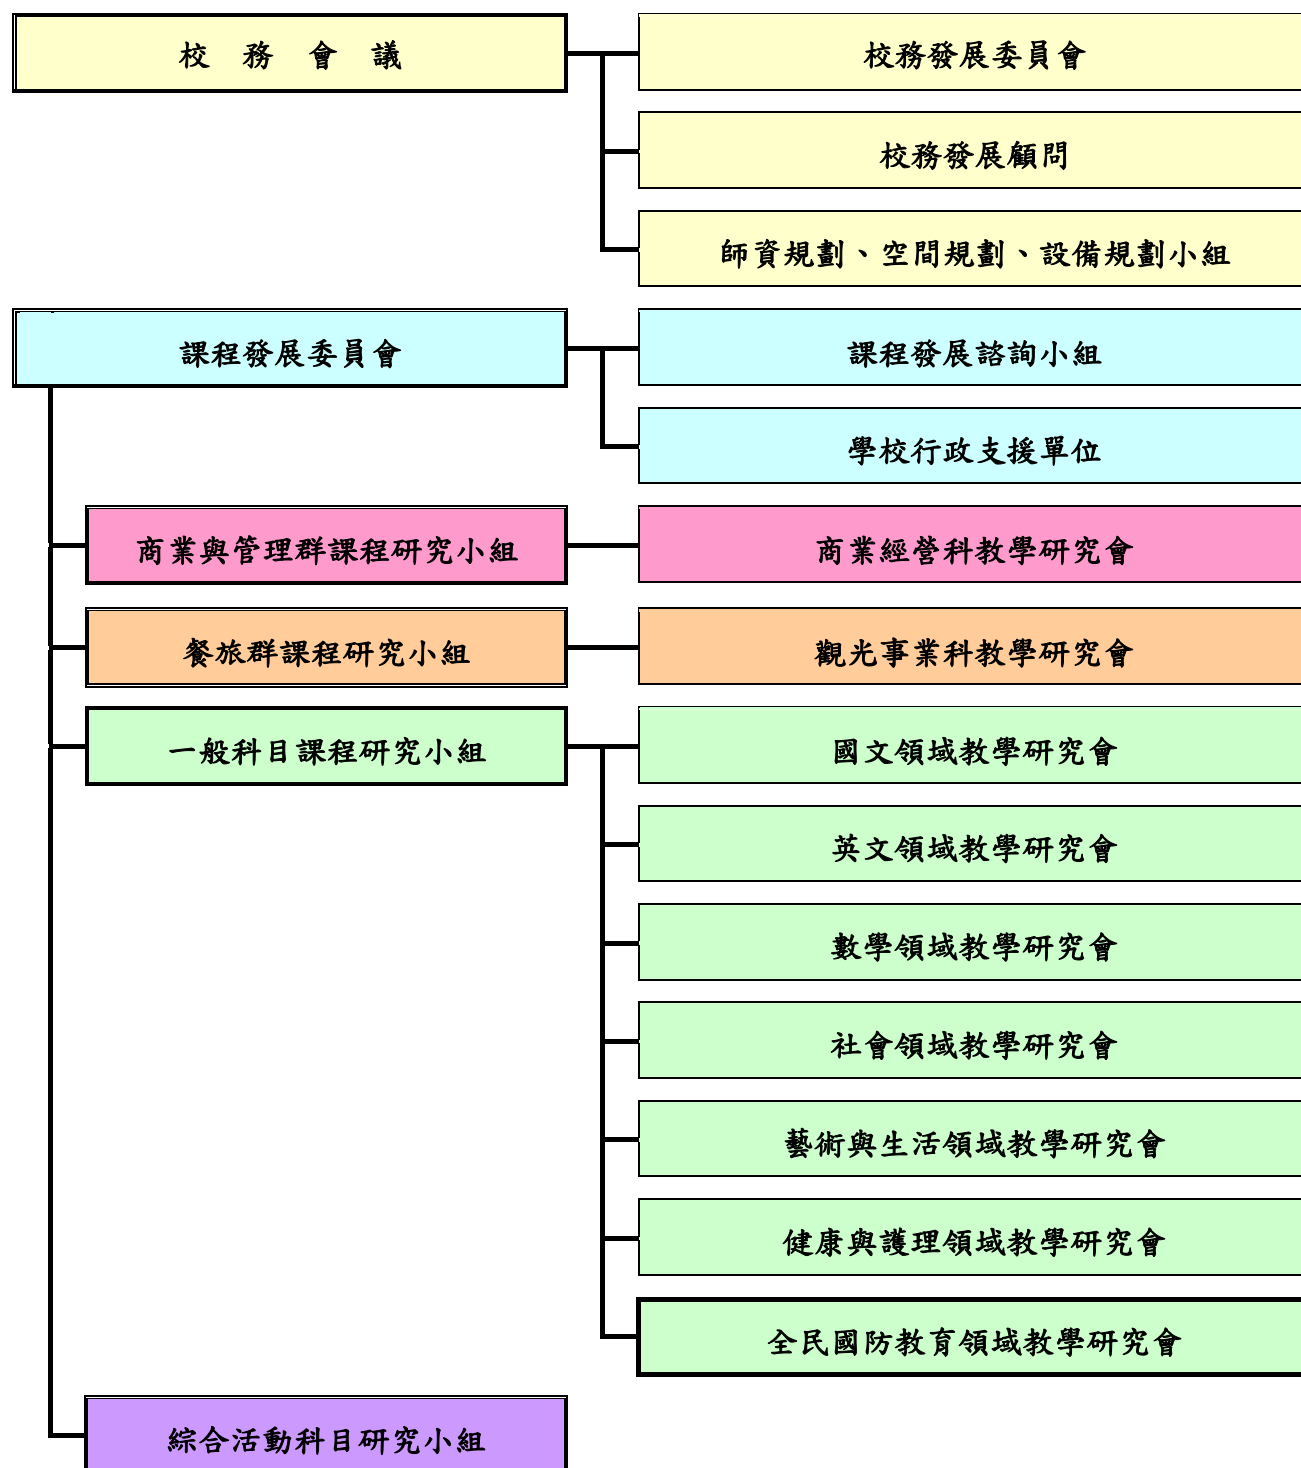 校務會議
校務發展委員會
校務發展顧問
師資規劃、空間規劃、設備規劃小組
課程發展委員會
課程發展諮詢小組
學校行政支援單位
商業與管理群課程研究小組
商業經營科教學研究會
餐旅群課程研究小組
觀光事業科教學研究會
一般科目課程研究小組
國文領域教學研究會
英文領域教學研究會
數學領域教學研究會
社會領域教學研究會
藝術與生活領域教學研究會
健康與護理領域教學研究會
全民國防教育領域教學研究會
綜合活動科目研究小組